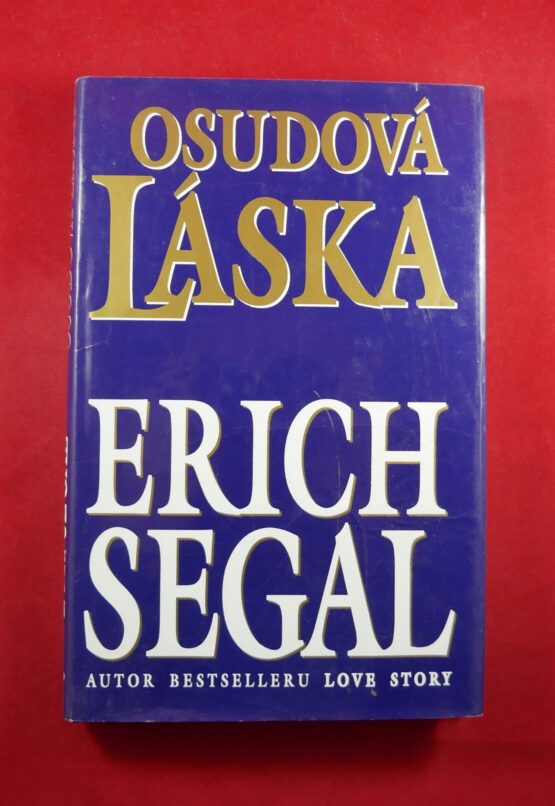 OSUDOVÁ
LÁSKA
ERICH
SEGAL
AUTOR BESTSELLERU LOVE STORY